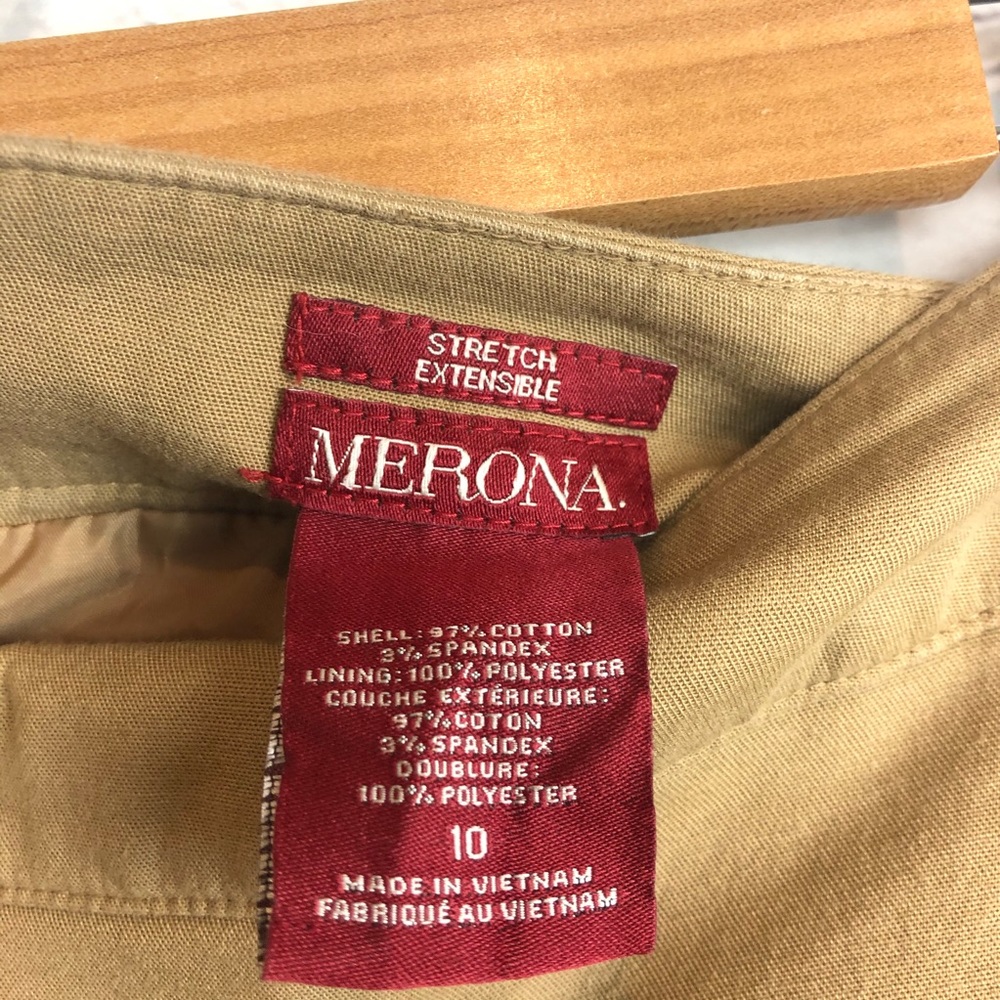 STRETCH
EXTENSIBLE
MERONA.
SHELL: 97% COTTON
3% SPANDEX
LINING: 100% POLYESTER
COUCHE EXTÉRIEURE:
97% COTON
3% SPANDEX
DOUBLURE:
100% POLYESTER
10
MADE IN VIETNAM
FABRIQUÉ AU VIETNAM